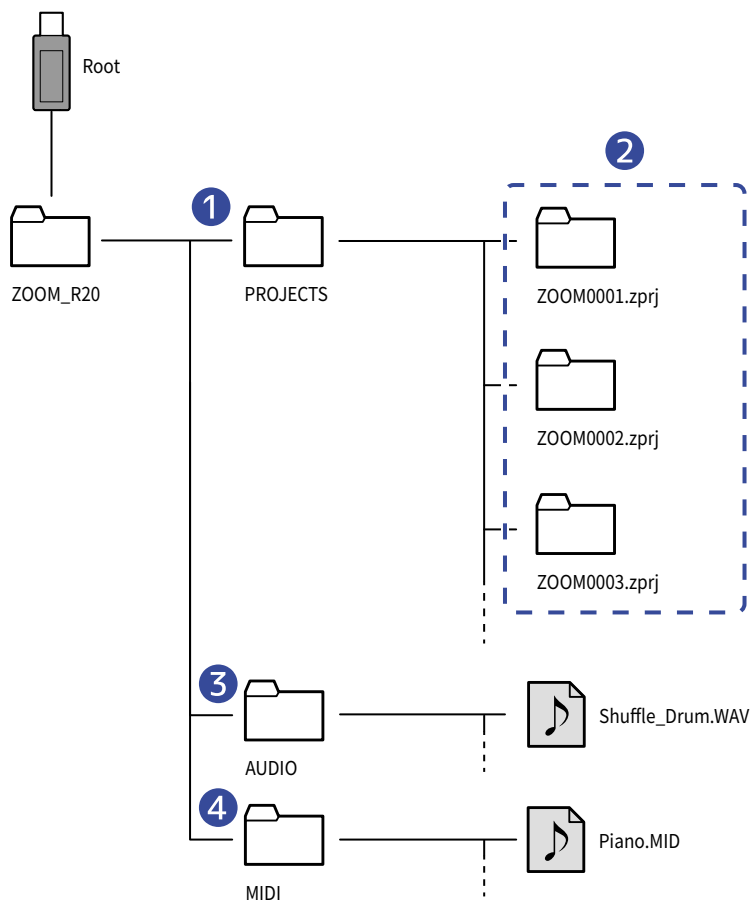 Root
2
1
ZOOM_R20
PROJECTS
ZOOM0001.zprj
ZOOM0002.zprj
ZOOM0003.zprj
3
AUDIO
Shuffle_Drum.WAV
4
MIDI
Piano.MID